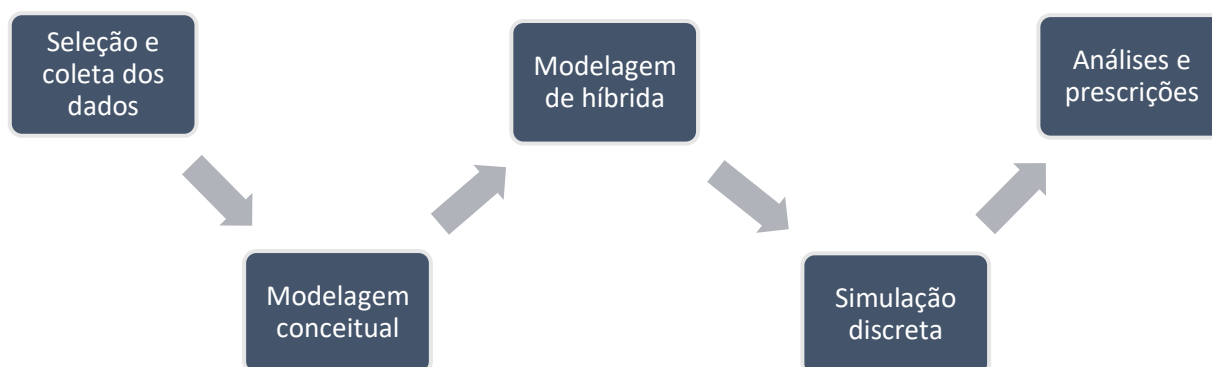 Seleção e
coleta dos
dados
Modelagem
conceitual
Modelagem
de híbrida
Simulação
discreta
Análises e
prescrições